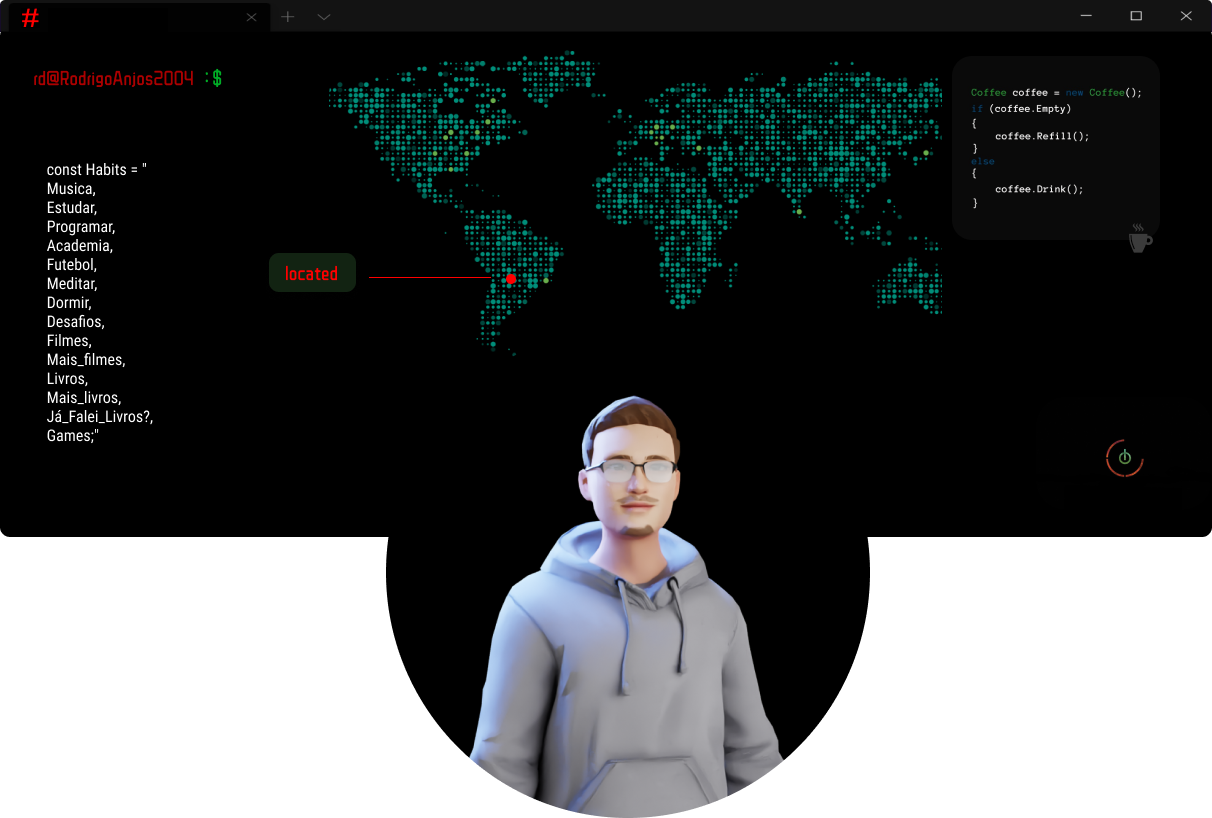 #
rd@RodrigoAnjos2004 :$
const Habits = "
Musica,
Estudar,
Programar,
Academia,
Futebol,
Meditar,
Dormir,
Desafios,
Filmes,
Mais_filmes,
Livros,
Mais_livros,
Já_Falei_Livros?,
Games;"
located
Coffee coffee = new Coffee();
if (coffee.Empty)
{
coffee.Refill();
}
else
{
coffee.Drink();
}